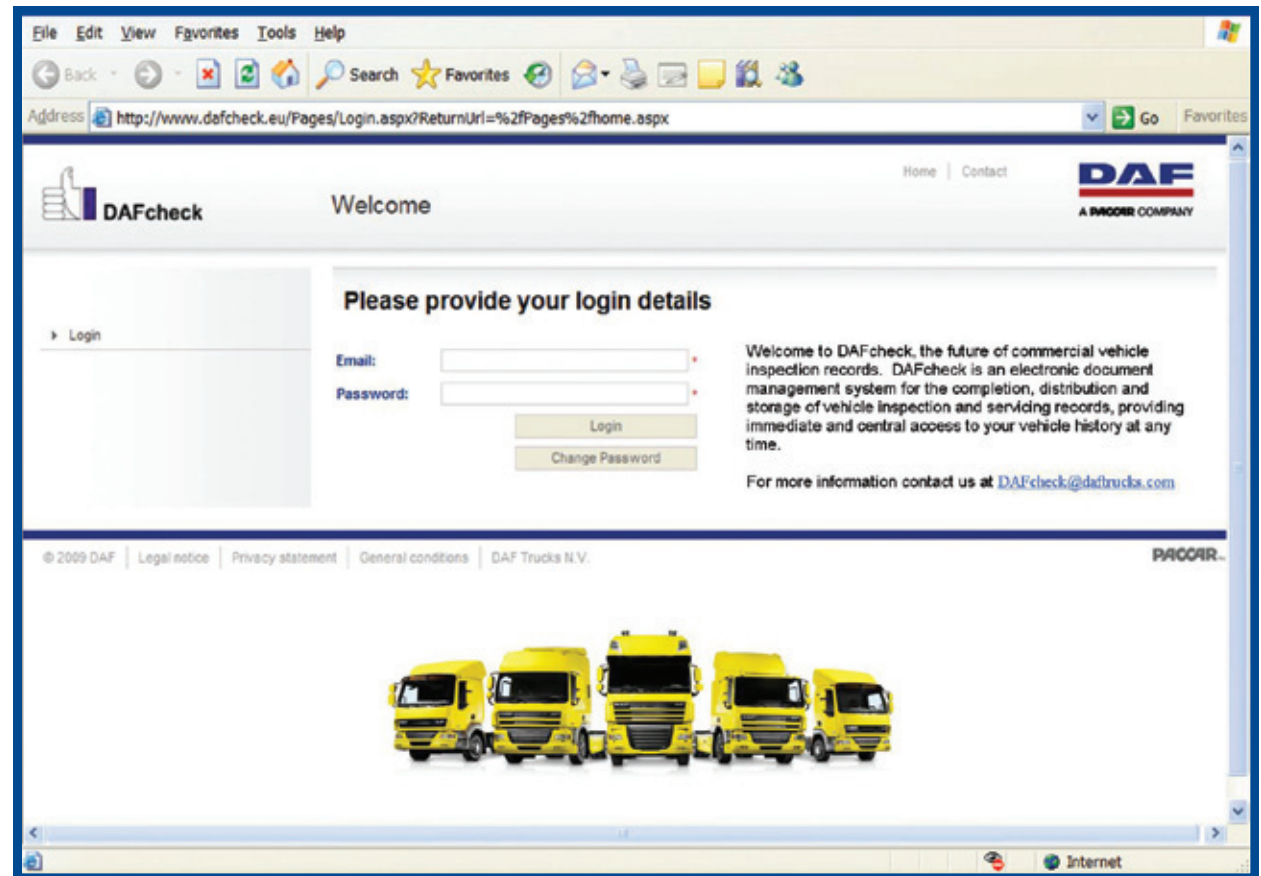 File Edit View Favorites Tools Help
Back Search Favorites
Address http://www.dafcheck.eu/Pages/Login.aspx?ReturnUrl=%2fPages%2fhome.aspx Go Favorites
Home | Contact
DAF
A PACCAR COMPANY
DAFcheck
Welcome
Login
Please provide your login details
Email: *
Password: *
Login
Change Password
Welcome to DAFcheck, the future of commercial vehicle
inspection records. DAFcheck is an electronic document
management system for the completion, distribution and
storage of vehicle inspection and servicing records, providing
immediate and central access to your vehicle history at any
time.
For more information contact us at DAFcheck@daftrucks.com
© 2009 DAF | Legal notice | Privacy statement | General conditions | DAF Trucks N.V.
PACCAR
Internet